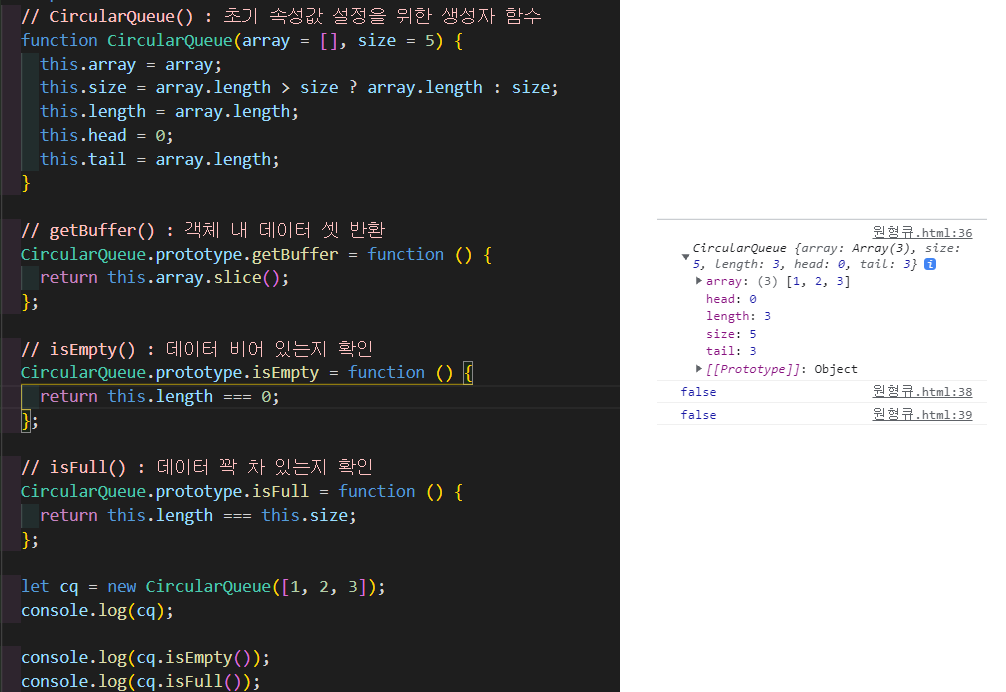 // CircularQueue() : 초기 속성값 설정을 위한 생성자 함수
function CircularQueue(array = [], size = 5) {
  this.array = array;
  this.size = array.length > size ? array.length : size;
  this.length = array.length;
  this.head = 0;
  this.tail = array.length;
}
// getBuffer() : 객체 내 데이터 셋 반환
CircularQueue.prototype.getBuffer = function () {
  return this.array.slice();
};
// isEmpty() : 데이터 비어 있는지 확인
CircularQueue.prototype.isEmpty = function () {
  return this.length === 0;
};
// isFull() : 데이터 꽉 차 있는지 확인
CircularQueue.prototype.isFull = function () {
  return this.length === this.size;
};
let cq = new CircularQueue([1, 2, 3]);
console.log(cq);
console.log(cq.isEmpty());
console.log(cq.isFull());
원형큐.html:36
CircularQueue {array: Array(3), size:
5, length: 3, head: 0, tail: 3} i
array: (3) [1, 2, 3]
head: 0
length: 3
size: 5
tail: 3
[[Prototype]]: Object
false 원형큐.html:38
false 원형큐.html:39